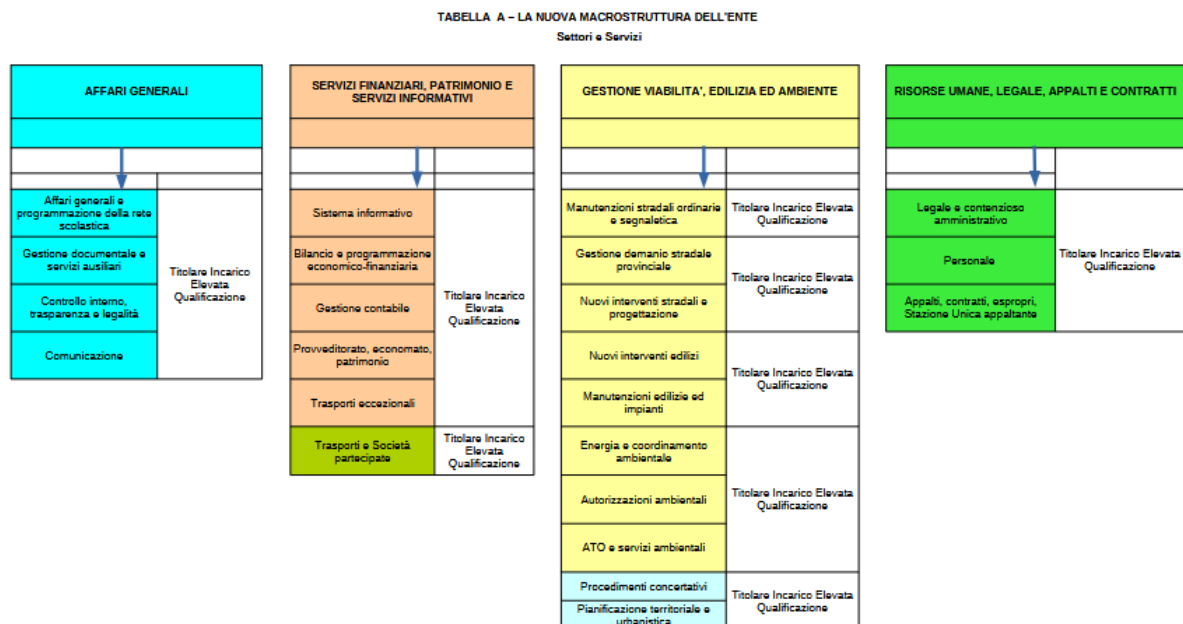 TABELLA A – LA NUOVA MACROSTRUTTURA DELL'ENTE
Settori e Servizi
AFFARI GENERALI
Affari generali e
programmazione della rete
scolastica
Gestione documentale e
servizi ausiliari
Controllo interno,
trasparenza e legalità
Comunicazione
Titolare Incarico
Elevata
Qualificazione
SERVIZI FINANZIARI, PATRIMONIO E
SERVIZI INFORMATIVI
Sistema informativo
Bilancio e programmazione
economico-finanziaria
Gestione contabile
Provveditorato, economato,
patrimonio
Trasporti eccezionali
Titolare Incarico
Elevata
Qualificazione
Trasporti e Società
partecipate
Titolare Incarico
Elevata
Qualificazione
GESTIONE VIABILITA', EDILIZIA ED AMBIENTE
Manutenzioni stradali ordinarie
e segnaletica
Titolare Incarico Elevata
Qualificazione
Gestione demanio stradale
provinciale
Nuovi interventi stradali e
progettazione
Titolare Incarico Elevata
Qualificazione
Nuovi interventi edilizi
Manutenzioni edilizie ed
impianti
Titolare Incarico Elevata
Qualificazione
Energia e coordinamento
ambientale
Autorizzazioni ambientali
ATO e servizi ambientali
Titolare Incarico Elevata
Qualificazione
Procedimenti concertativi
Pianificazione territoriale e
urbanistica
Titolare Incarico Elevata
Qualificazione
RISORSE UMANE, LEGALE, APPALTI E CONTRATTI
Legale e contenzioso
amministrativo
Personale
Appalti, contratti, espropri,
Stazione Unica appaltante
Titolare Incarico Elevata
Qualificazione